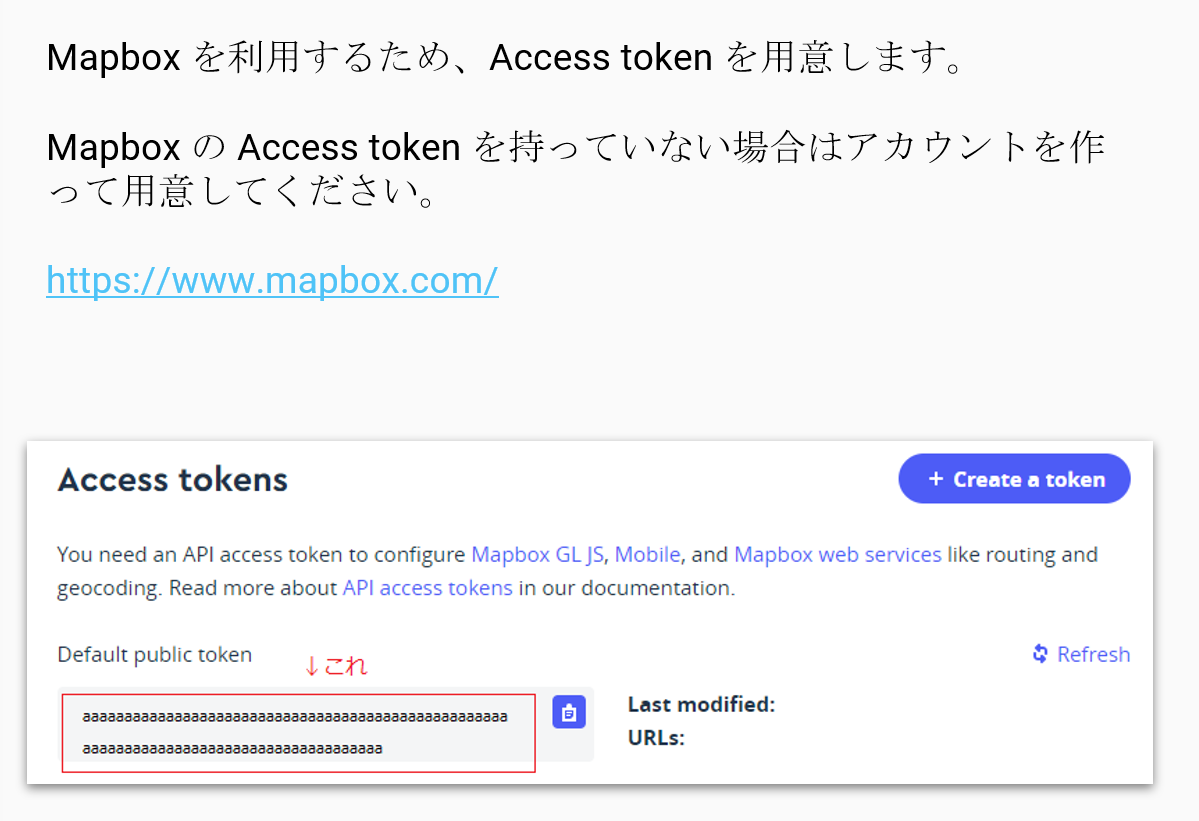 Mapbox を利用するため、Access token を用意します。
Mapbox の Access token を持っていない場合はアカウントを作
って用意してください。
https://www.mapbox.com/
Access tokens
+ Create a token
You need an API access token to configure Mapbox GL JS, Mobile, and Mapbox web services like routing and
geocoding. Read more about API access tokens in our documentation.
Default public token
↓これ
Refresh
aaaaaaaaaaaaaaaaaaaaaaaaaaaaaaaaaaaaaaaaaaaaaaaaaaa
aaaaaaaaaaaaaaaaaaaaaaaaaaaaaaaaaaaa
Last modified:
URLs: